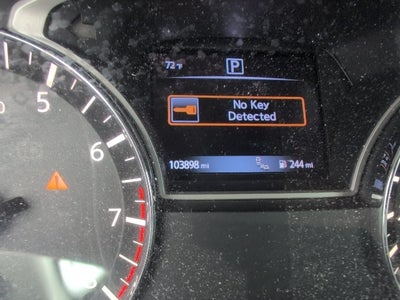 72°F P
No Key
Detected
103898 mi 244 mi
5
6
7